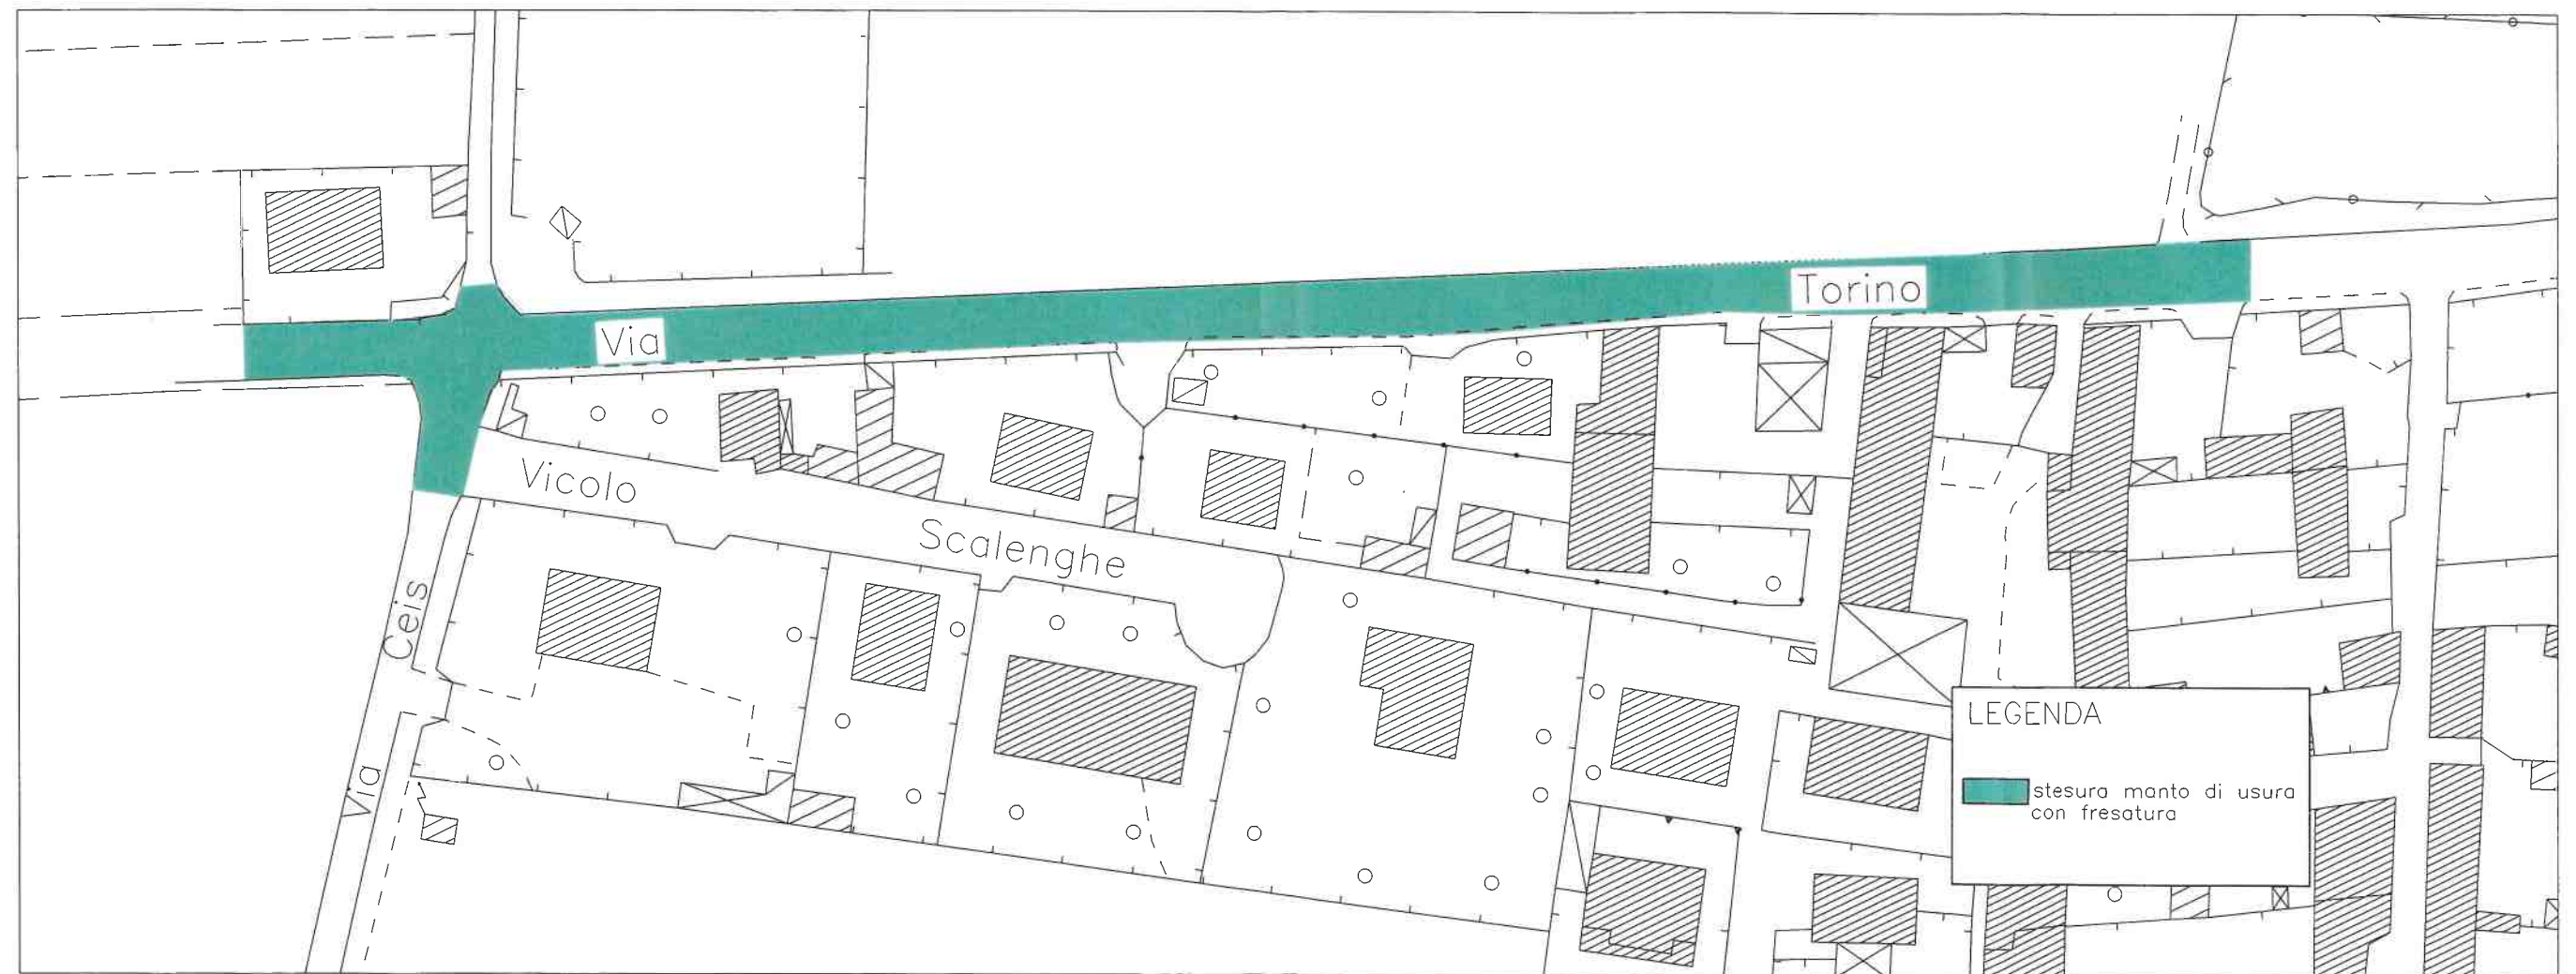 Via Torino
Vicolo Scalenghe
Via Ceis
LEGENDA
stesura manto di usura
con fresatura